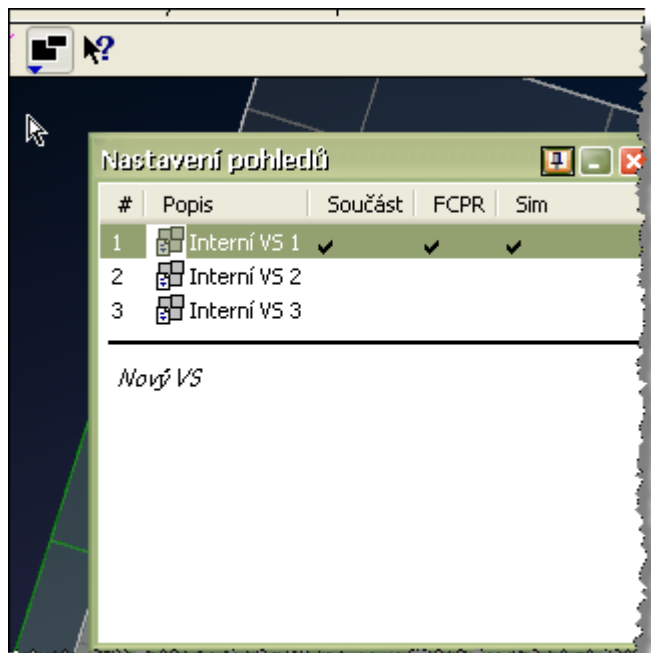 Nastavení pohledů
# Popis Součást FCPR Sim
1 Interní VS 1
2 Interní VS 2
3 Interní VS 3
Nový VS